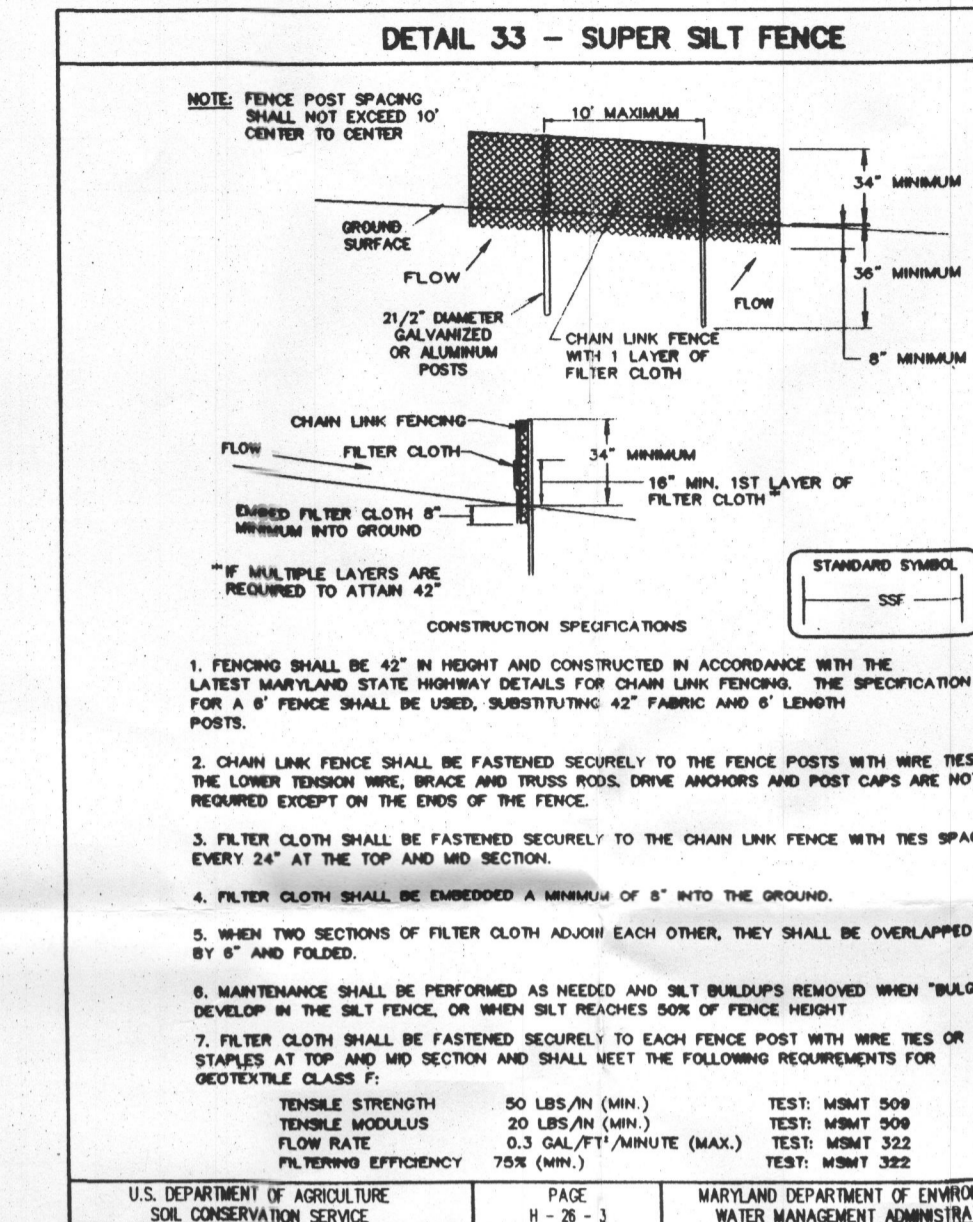 DETAIL 33 – SUPER SILT FENCE
NOTE: FENCE POST SPACING
SHALL NOT EXCEED 10'
CENTER TO CENTER
10' MAXIMUM
34" MINIMUM
GROUND
SURFACE
FLOW
36" MINIMUM
FLOW
21/2" DIAMETER
GALVANIZED
OR ALUMINUM
POSTS
CHAIN LINK FENCE
WITH 1 LAYER OF
FILTER CLOTH
8" MINIMUM
CHAIN LINK FENCING
FLOW
FILTER CLOTH
34" MINIMUM
16" MIN. 1ST LAYER OF
FILTER CLOTH *
EMBED FILTER CLOTH 8"
MINIMUM INTO GROUND
*IF MULTIPLE LAYERS ARE
REQUIRED TO ATTAIN 42"
STANDARD SYMBOL
SSF
CONSTRUCTION SPECIFICATIONS
1. FENCING SHALL BE 42" IN HEIGHT AND CONSTRUCTED IN ACCORDANCE WITH THE
LATEST MARYLAND STATE HIGHWAY DETAILS FOR CHAIN LINK FENCING. THE SPECIFICATION
FOR A 6' FENCE SHALL BE USED, SUBSTITUTING 42" FABRIC AND 6' LENGTH
POSTS.
2. CHAIN LINK FENCE SHALL BE FASTENED SECURELY TO THE FENCE POSTS WITH WIRE TIES
THE LOWER TENSION WIRE, BRACE AND TRUSS RODS, DRIVE ANCHORS AND POST CAPS ARE NO
REQUIRED EXCEPT ON THE ENDS OF THE FENCE.
3. FILTER CLOTH SHALL BE FASTENED SECURELY TO THE CHAIN LINK FENCE WITH TIES SPA
EVERY 24" AT THE TOP AND MID SECTION.
4. FILTER CLOTH SHALL BE EMBEDDED A MINIMUM OF 8" INTO THE GROUND.
5. WHEN TWO SECTIONS OF FILTER CLOTH ADJOIN EACH OTHER, THEY SHALL BE OVERLAPPED
BY 6" AND FOLDED.
6. MAINTENANCE SHALL BE PERFORMED AS NEEDED AND SILT BUILDUPS REMOVED WHEN "BULG
DEVELOP IN THE SILT FENCE, OR WHEN SILT REACHES 50% OF FENCE HEIGHT
7. FILTER CLOTH SHALL BE FASTENED SECURELY TO EACH FENCE POST WITH WIRE TIES OR
STAPLES AT TOP AND MID SECTION AND SHALL MEET THE FOLLOWING REQUIREMENTS FOR
GEOTEXTILE CLASS F:
TENSILE STRENGTH 50 LBS/IN (MIN.) TEST: MSMT 509
TENSILE MODULUS 20 LBS/IN (MIN.) TEST: MSMT 509
FLOW RATE 0.3 GAL/FT²/MINUTE (MAX.) TEST: MSMT 322
FILTERING EFFICIENCY 75% (MIN.) TEST: MSMT 322
U.S. DEPARTMENT OF AGRICULTURE
SOIL CONSERVATION SERVICE
PAGE
H - 26 - 3
MARYLAND DEPARTMENT OF ENVIRO
WATER MANAGEMENT ADMINISTRA